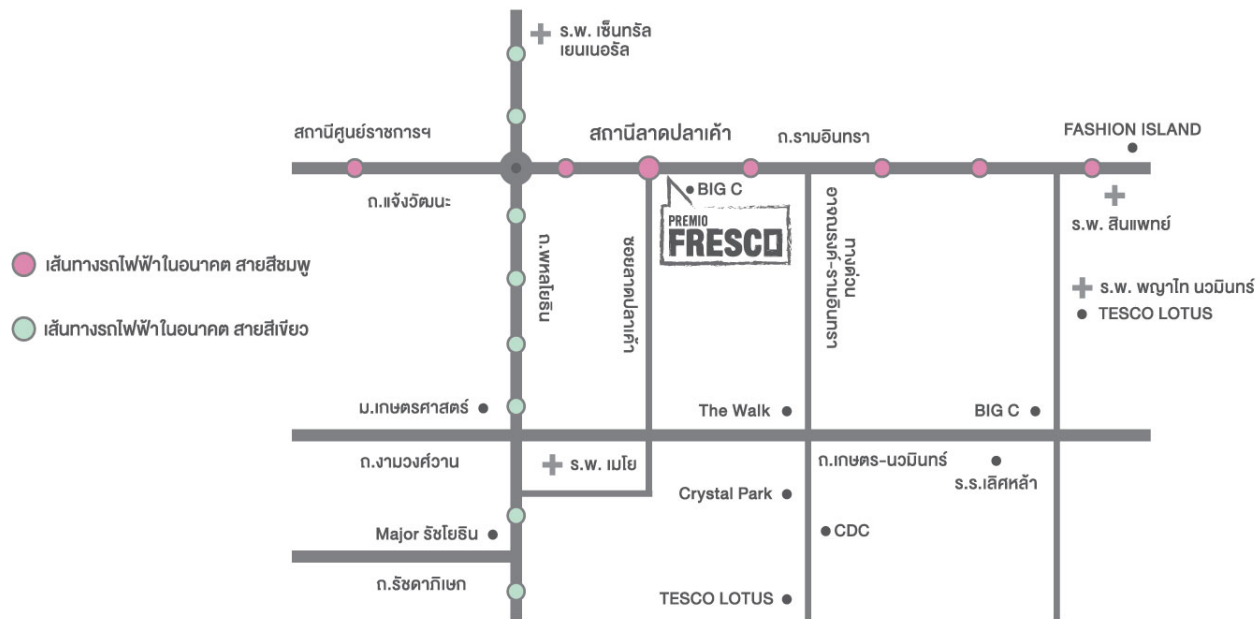 ร.พ. เซ็นทรัล
เยนเนอรัล
สถานีศูนย์ราชการฯ
สถานีลาดปลาเค้า
ถ.รามอินทรา
FASHION ISLAND
ถ.แจ้งวัฒนะ
BIG C
PREMIO
FRESCO
ร.พ. สินแพทย์
เส้นทางรถไฟฟ้าในอนาคต สายสีชมพู
ถ.พหลโยธิน
ซอยลาดปลาเค้า
ทางด่วน
อาจณรงค์-รามอินทรา
ร.พ. พญาไท นวมินทร์
TESCO LOTUS
เส้นทางรถไฟฟ้าในอนาคต สายสีเขียว
ม.เกษตรศาสตร์
The Walk
BIG C
ถ.งามวงศ์วาน
ร.พ. เมโย
ถ.เกษตร-นวมินทร์
ร.ร.เลิศหล้า
Crystal Park
Major รัชโยธิน
CDC
ถ.รัชดาภิเษก
TESCO LOTUS